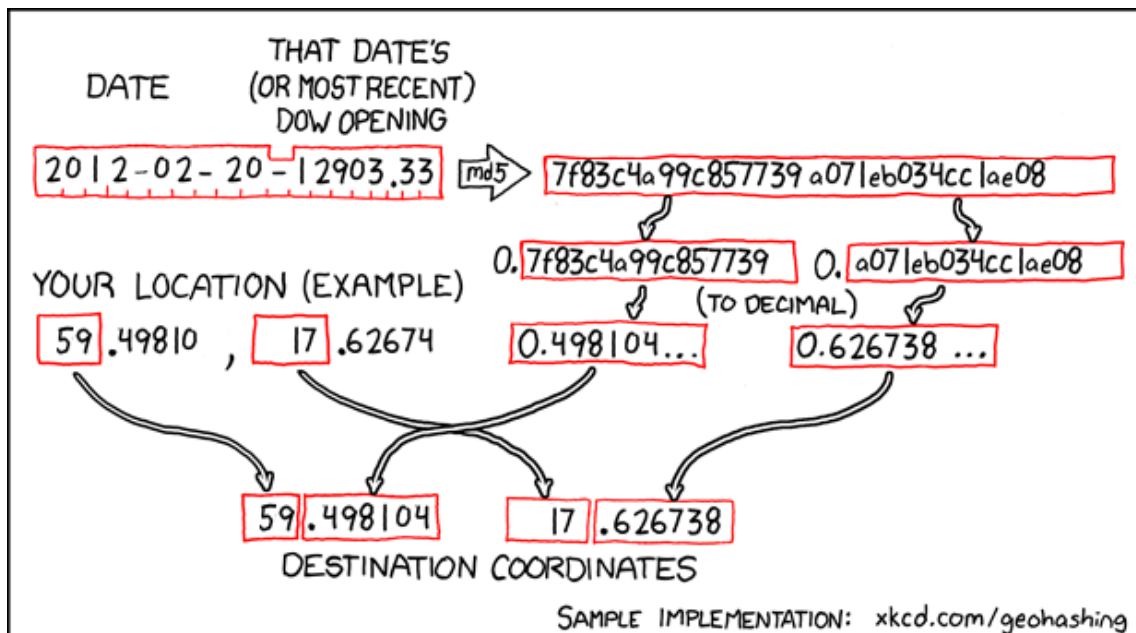 DATE
THAT DATE'S
(OR MOST RECENT)
DOW OPENING
2012-02-20-12903.33
md5
7f83c4a99c857739a071eb034cc1ae08
0.7f83c4a99c857739
0.a071eb034cc1ae08
(TO DECIMAL)
YOUR LOCATION (EXAMPLE)
59.49810, 17.62674
0.498104...
0.626738 ...
59.498104
17.626738
DESTINATION COORDINATES
SAMPLE IMPLEMENTATION: xkcd.com/geohashing